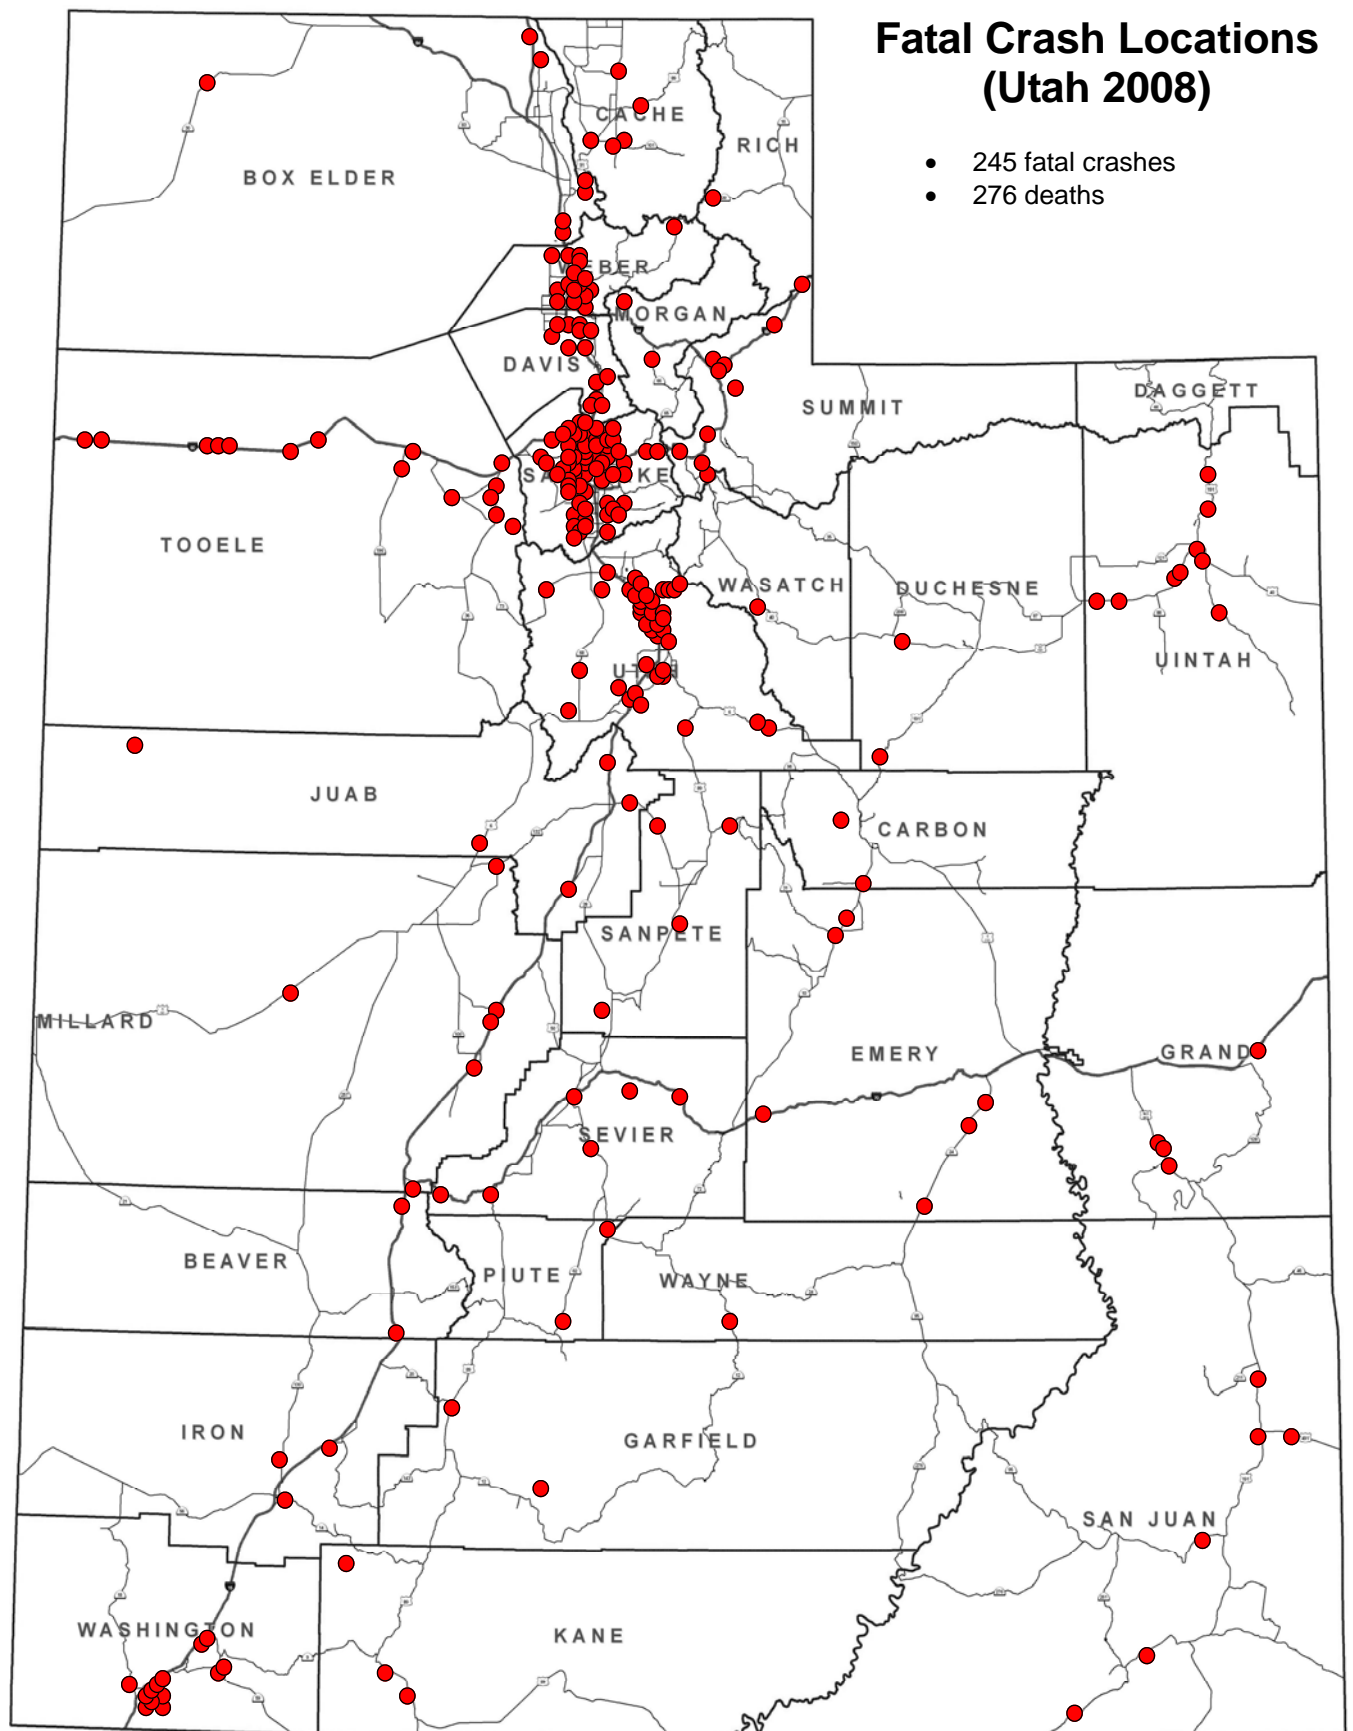 Fatal Crash Locations
(Utah 2008)
• 245 fatal crashes
• 276 deaths
CACHE
RICH
BOX ELDER
WEBER
MORGAN
DAVIS
DAGGETT
SUMMIT
TOOELE
WASATCH
DUCHESNE
UINTAH
JUAB
CARBON
SANPETE
MILLARD
EMERY
GRAND
SEVIER
BEAVER
PIUTE
WAYNE
IRON
GARFIELD
SAN JUAN
WASHINGTON
KANE